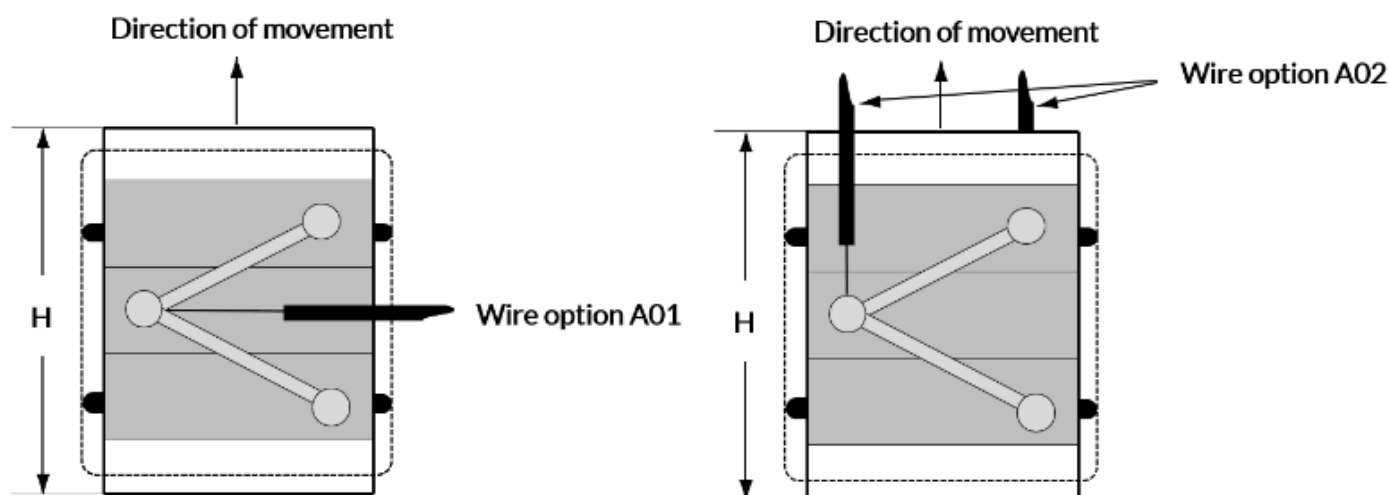 Direction of movement
H
Wire option A01
Direction of movement
Wire option A02
H